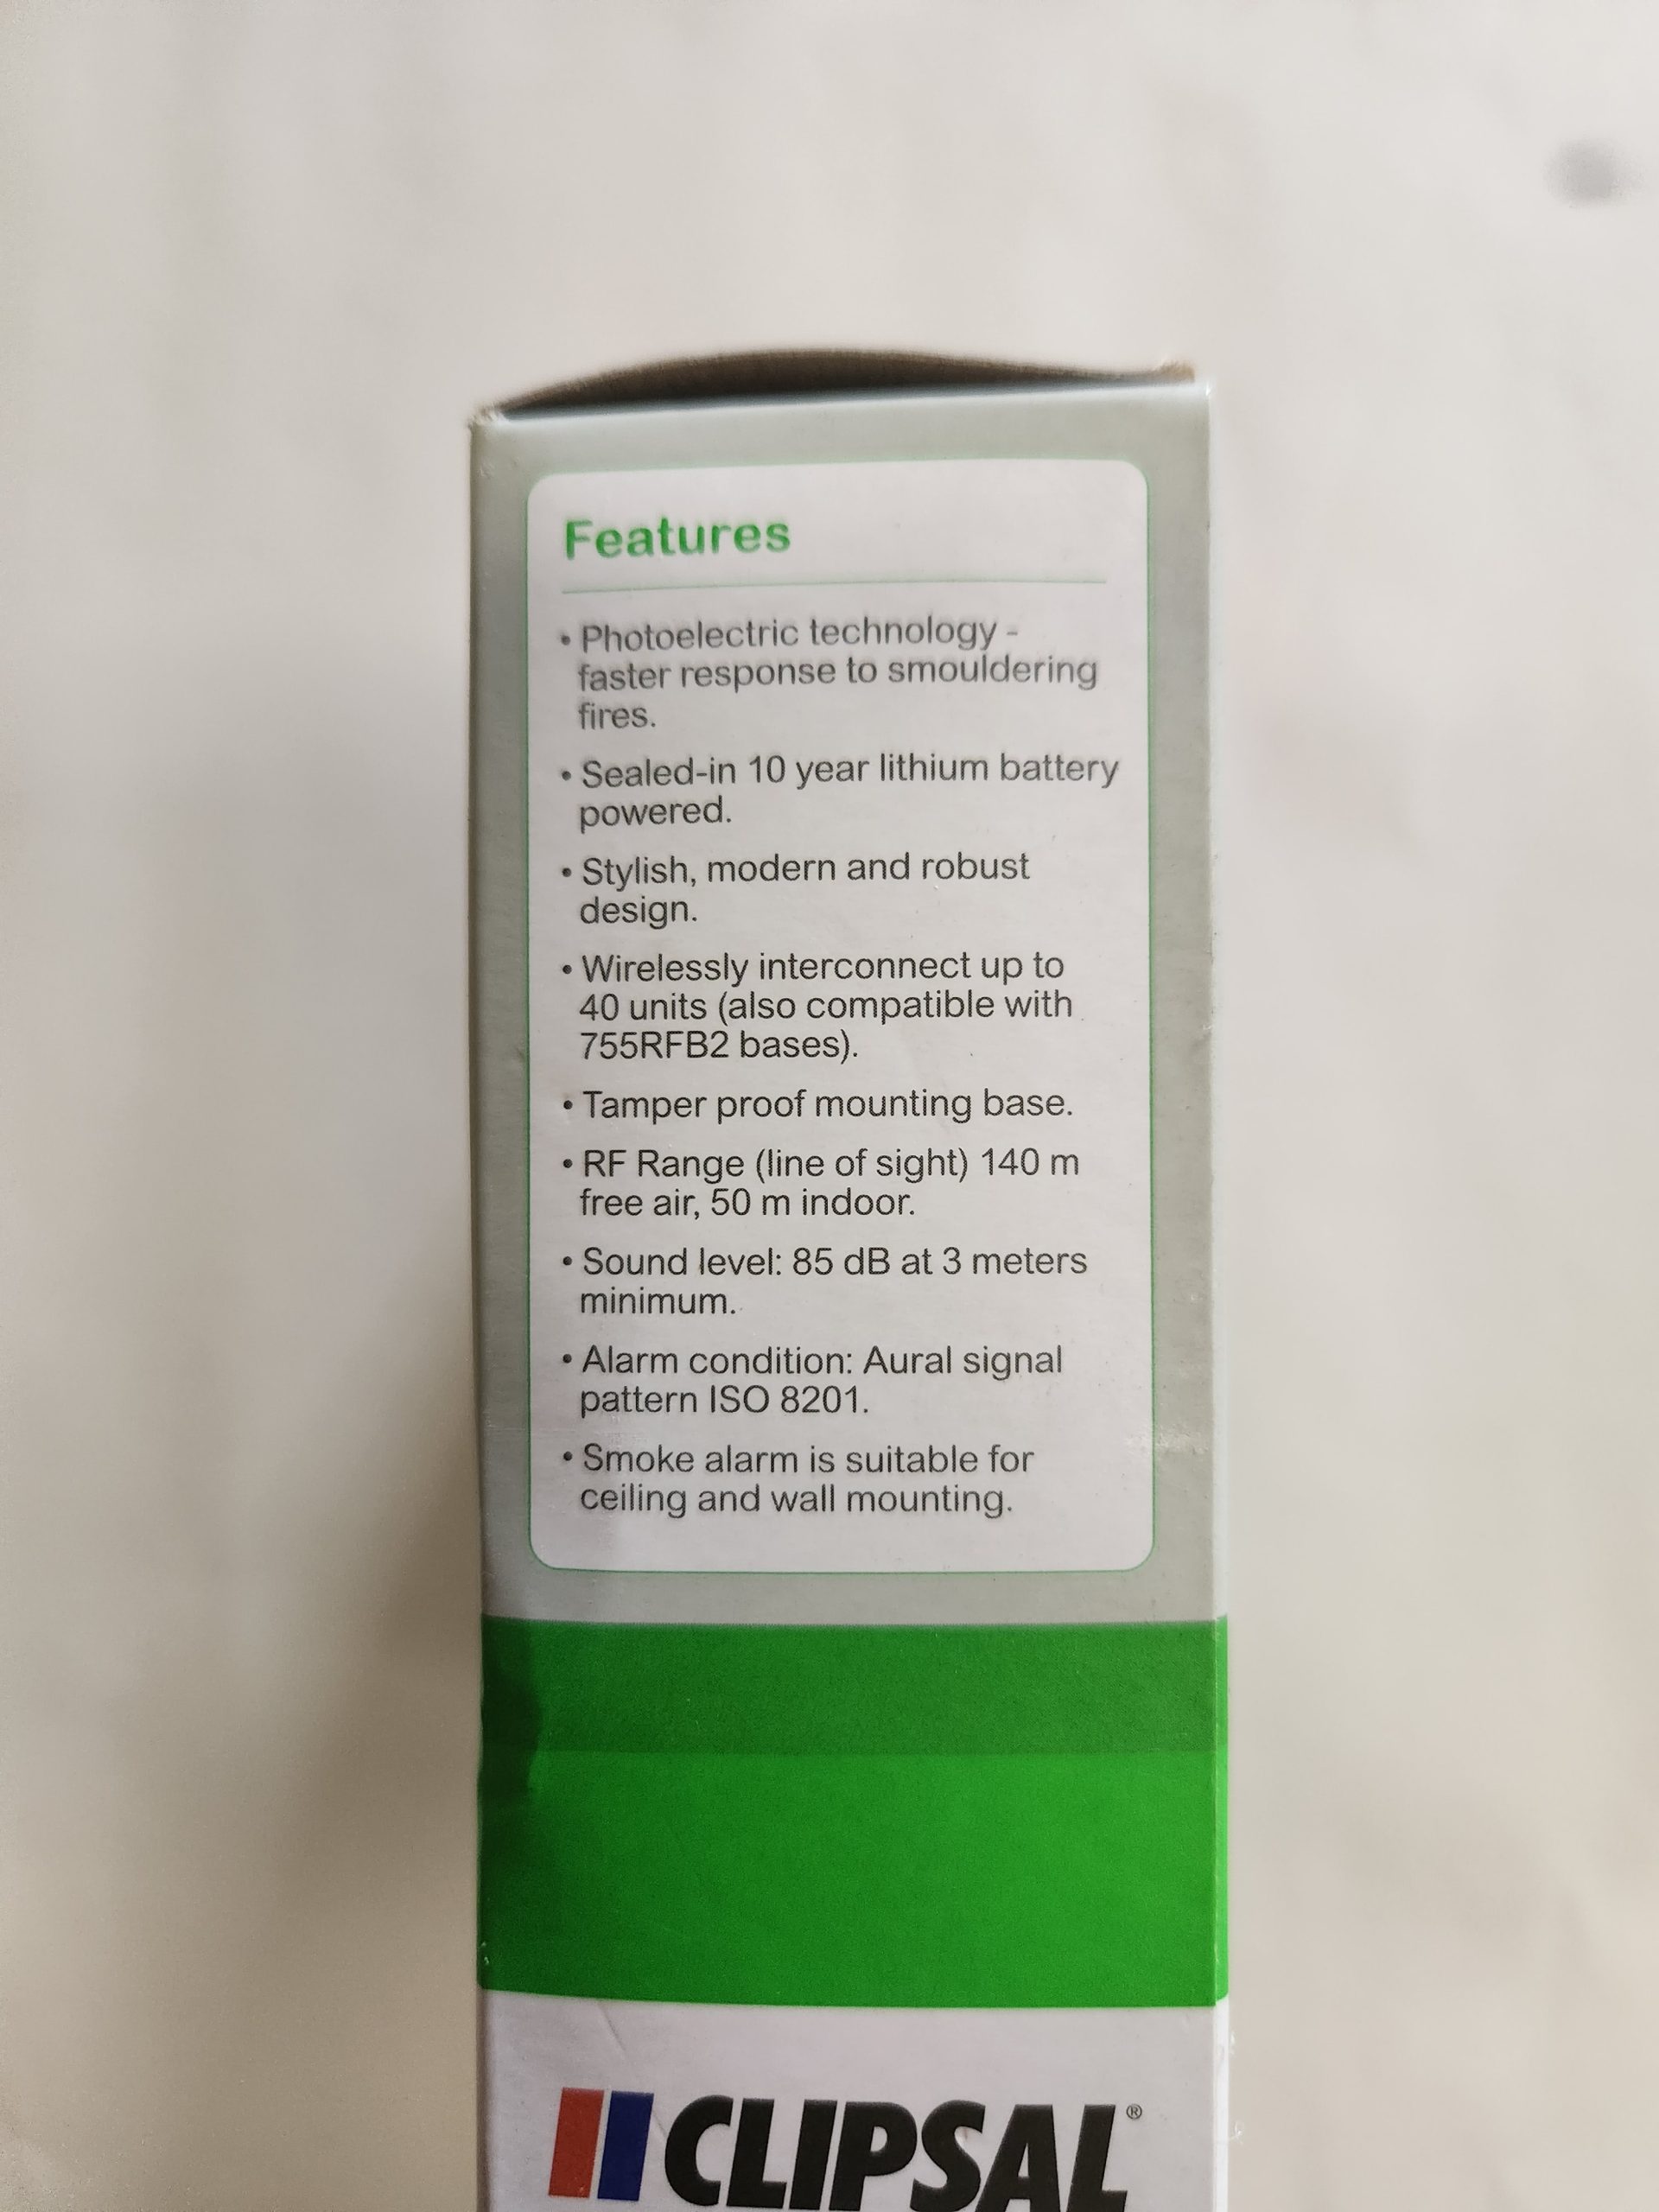 Features
• Photoelectric technology -
faster response to smouldering
fires.
• Sealed-in 10 year lithium battery
powered.
• Stylish, modern and robust
design.
• Wirelessly interconnect up to
40 units (also compatible with
755RFB2 bases).
• Tamper proof mounting base.
• RF Range (line of sight) 140 m
free air, 50 m indoor.
• Sound level: 85 dB at 3 meters
minimum.
• Alarm condition: Aural signal
pattern ISO 8201.
• Smoke alarm is suitable for
ceiling and wall mounting.
CLIPSAL®